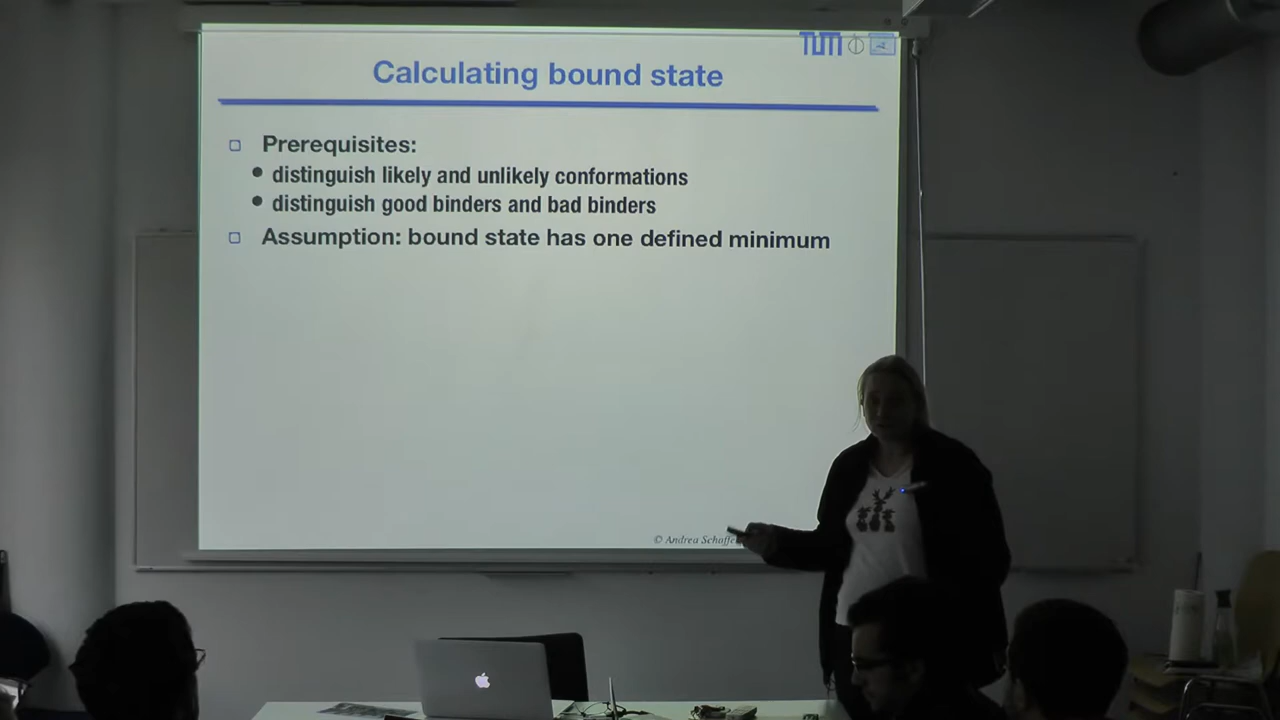 TUM
Calculating bound state
Prerequisites:
distinguish likely and unlikely conformations
distinguish good binders and bad binders
Assumption: bound state has one defined minimum
© Andrea